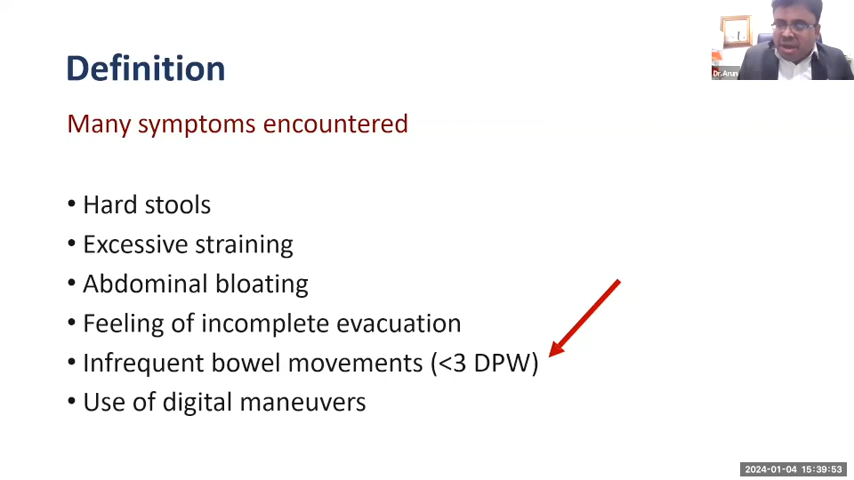 Definition
Dr.Arun
Many symptoms encountered
• Hard stools
• Excessive straining
• Abdominal bloating
• Feeling of incomplete evacuation
• Infrequent bowel movements (<3 DPW)
• Use of digital maneuvers
2024-01-04 15:39:53